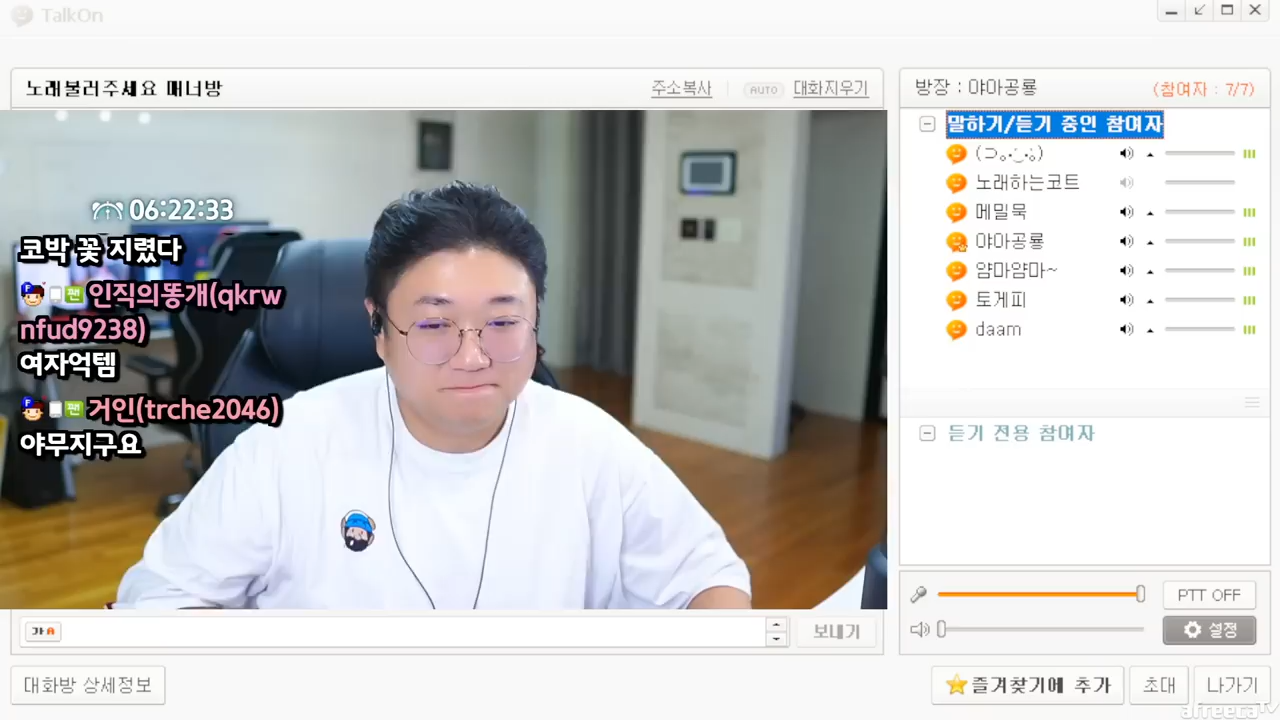 TalkOn
노래불러주세요 매너방
주소복사
AUTO
대화지우기
방장 : 야아공룡
(참여자 : 7/7)
말하기/듣기 중인 참여자
(⊃｡•́‿•̀｡)
노래하는코트
메밀묵
야아공룡
얌마얌마~
토게피
daam
듣기 전용 참여자
06:22:33
코박 꽃 지렸다
F 팬 인직의똥개(qkrw
nfud9238)
여자억템
F 팬 거인(trche2046)
야무지구요
가A
보내기
PTT OFF
설정
대화방 상세정보
즐겨찾기에 추가
초대
나가기
afreecaTV